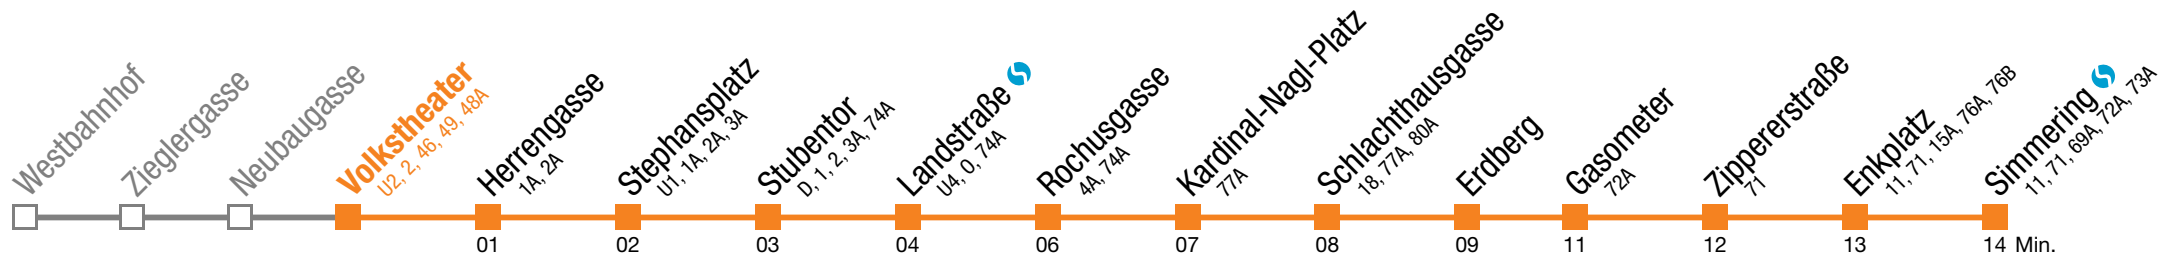 Westbahnhof
Zieglergasse
Neubaugasse
Volkstheater
U2, 2, 46, 49, 48A
Herrengasse
1A, 2A
Stephansplatz
U1, 1A, 2A, 3A
Stubentor
D, 1, 2, 3A, 74A
Landstraße
U4, O, 74A
Rochusgasse
4A, 74A
Kardinal-Nagl-Platz
77A
Schlachthausgasse
18, 77A, 80A
Erdberg
Gasometer
72A
Zippererstraße
71
Enkplatz
11, 71, 15A, 76A, 76B
Simmering
11, 71, 69A, 72A, 73A
01 02 03 04 06 07 08 09 11 12 13 14 Min.